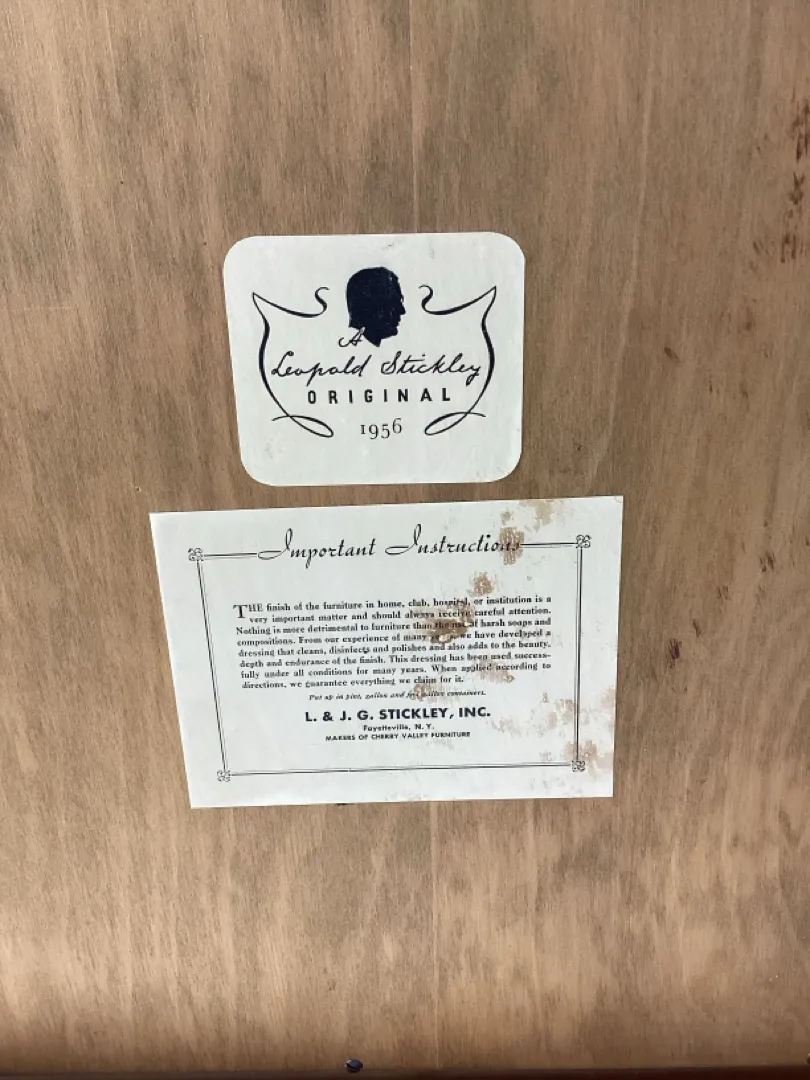 A
Leopold Stickley
ORIGINAL
1956
Important Instructions
THE finish of the furniture in home, club, hospital, or institution is a
very important matter and should always receive careful attention.
Nothing is more detrimental to furniture than the use of harsh soaps and
compositions. From our experience of many we have developed a
dressing that cleans, disinfects and polishes and also adds to the beauty,
depth and endurance of the finish. This dressing has been used success-
fully under all conditions for many years. When applied according to
directions, we guarantee everything we claim for it.
Put up in pint, gallon and five gallon containers.
L. & J. G. STICKLEY, INC.
Fayetteville, N. Y.
MAKERS OF CHERRY VALLEY FURNITURE